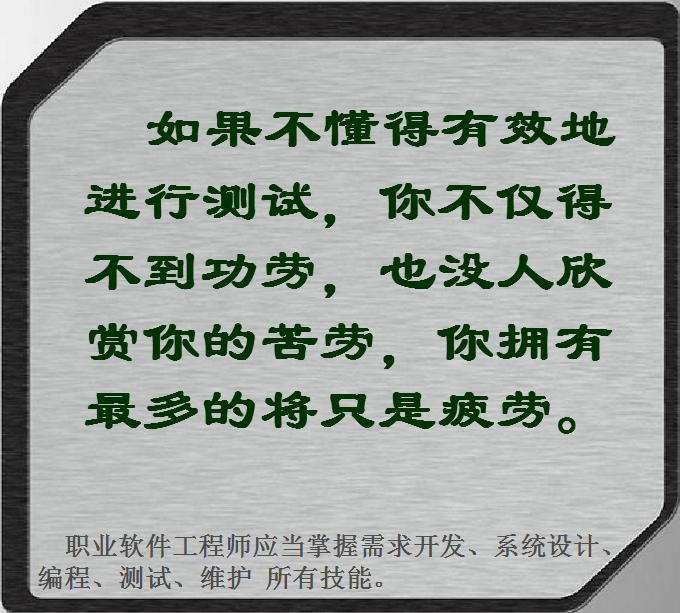 如果不懂得有效地
进行测试，你不仅得
不到功劳，也没人欣
赏你的苦劳，你拥有
最多的将只是疲劳。
职业软件工程师应当掌握需求开发、系统设计、
编程、测试、维护 所有技能。